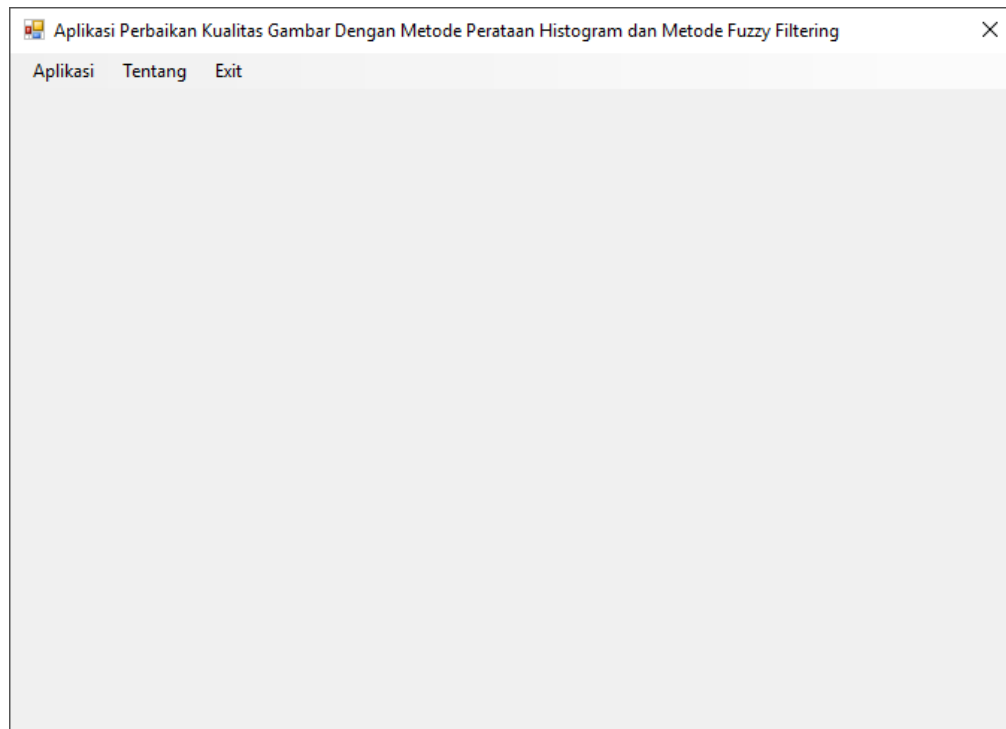 Aplikasi Perbaikan Kualitas Gambar Dengan Metode Perataan Histogram dan Metode Fuzzy Filtering
Aplikasi Tentang Exit